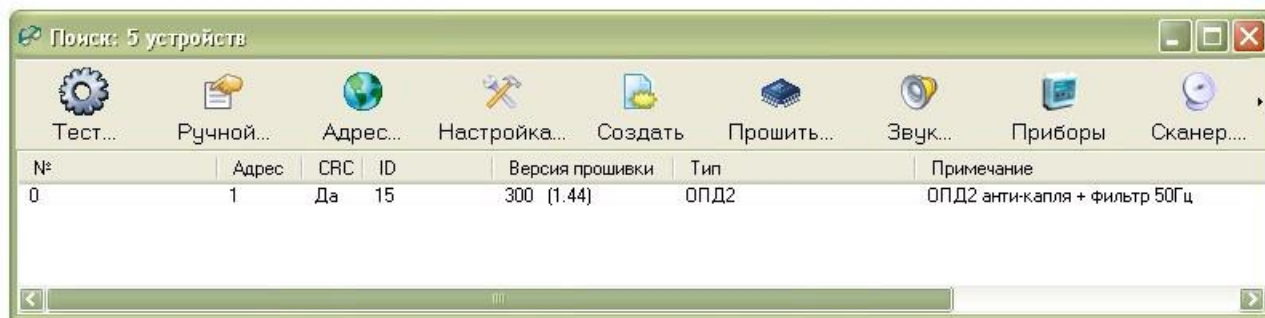 Поиск: 5 устройств
Тест... Ручной... Адрес... Настройка... Создать Прошить... Звук... Приборы Сканер....
№ Адрес CRC ID Версия прошивки Тип Примечание
0 1 Да 15 300 (1.44) ОПД2 ОПД2 анти-капля + фильтр 50Гц